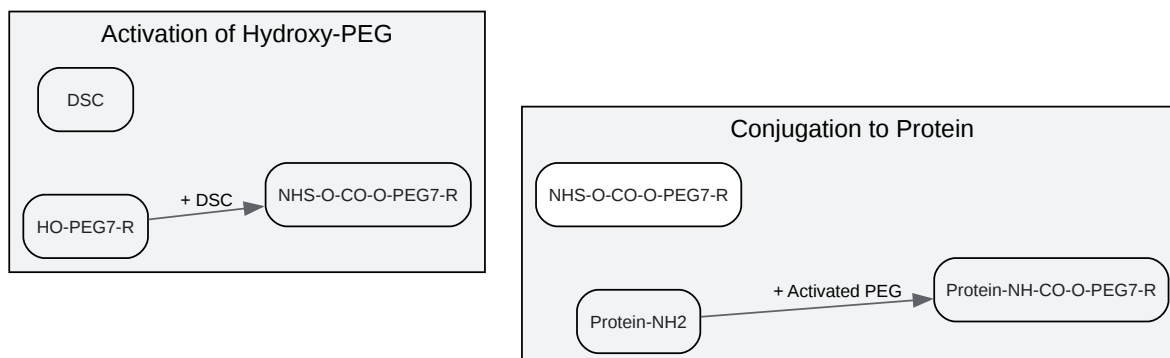 Activation of Hydroxy-PEG
DSC
HO-PEG7-R
+ DSC
NHS-O-CO-O-PEG7-R
Conjugation to Protein
NHS-O-CO-O-PEG7-R
Protein-NH2
+ Activated PEG
Protein-NH-CO-O-PEG7-R